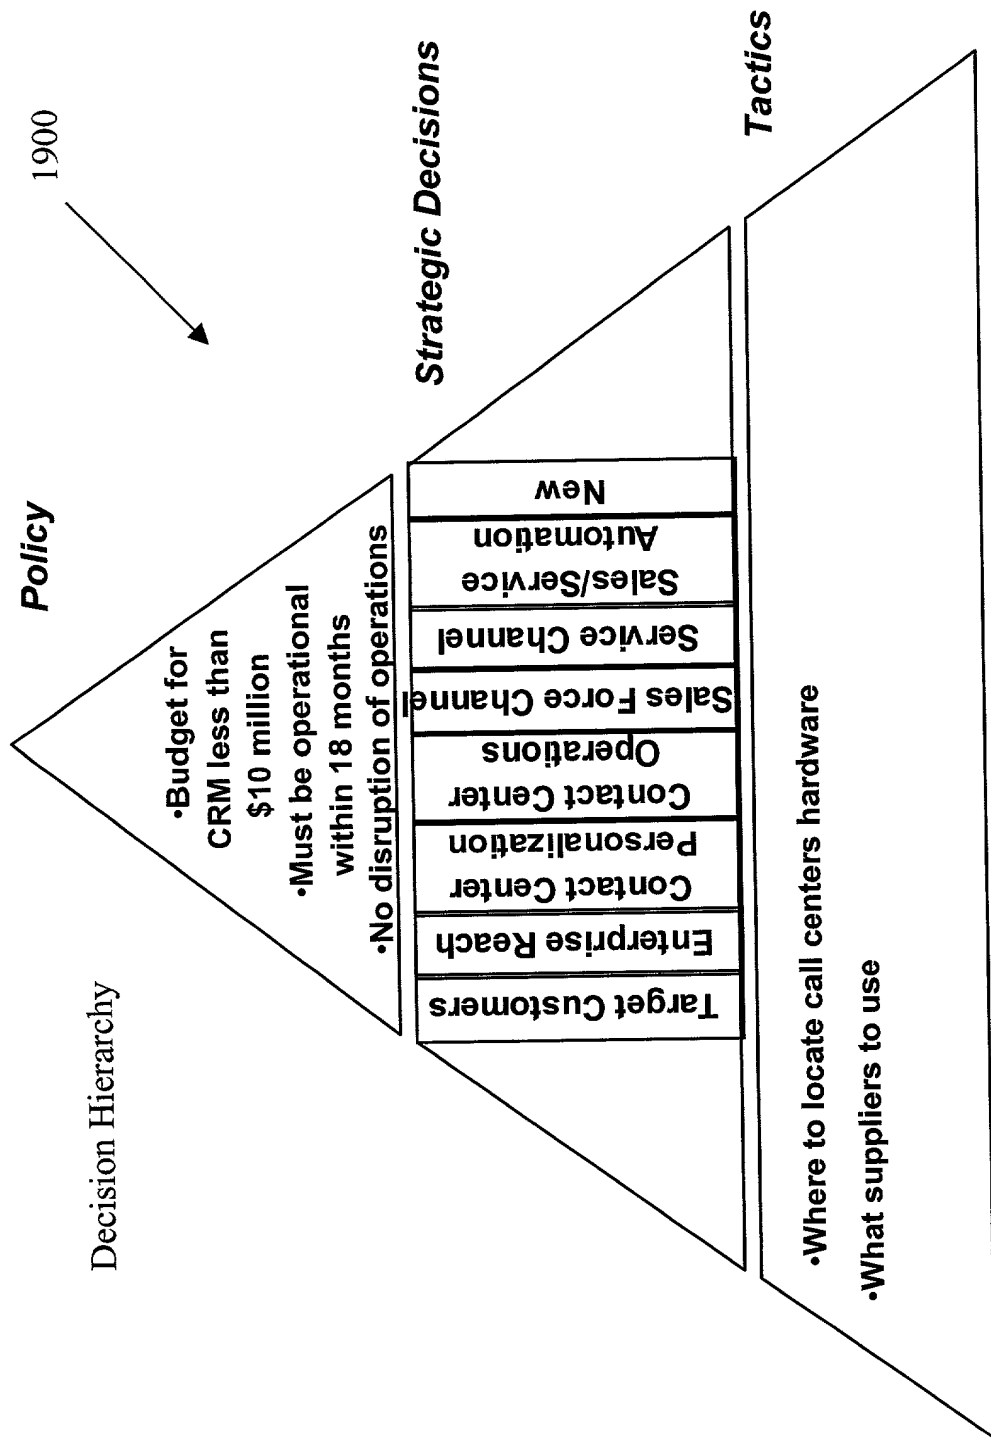 Decision Hierarchy
1900
Policy
•Budget for
CRM less than
$10 million
•Must be operational
within 18 months
•No disruption of operations
Strategic Decisions
Target Customers
Enterprise Reach
Contact Center
Personalization
Contact Center
Operations
Sales Force Channel
Service Channel
Sales/Service
Automation
New
Tactics
•Where to locate call centers hardware
•What suppliers to use